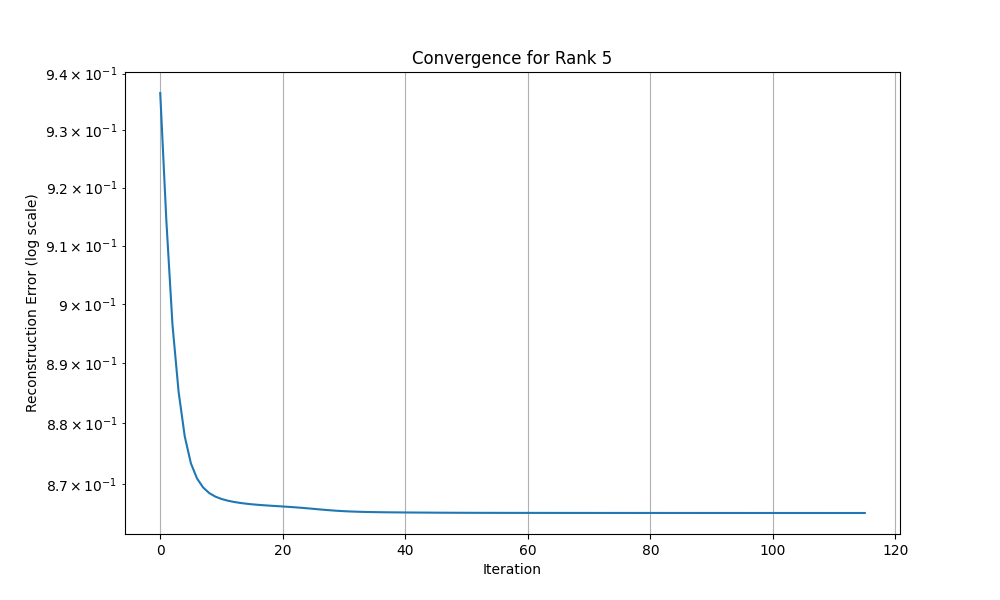 Convergence for Rank 5
Reconstruction Error (log scale)
9.4 × 10⁻¹
9.3 × 10⁻¹
9.2 × 10⁻¹
9.1 × 10⁻¹
9 × 10⁻¹
8.9 × 10⁻¹
8.8 × 10⁻¹
8.7 × 10⁻¹
0 20 40 60 80 100 120
Iteration